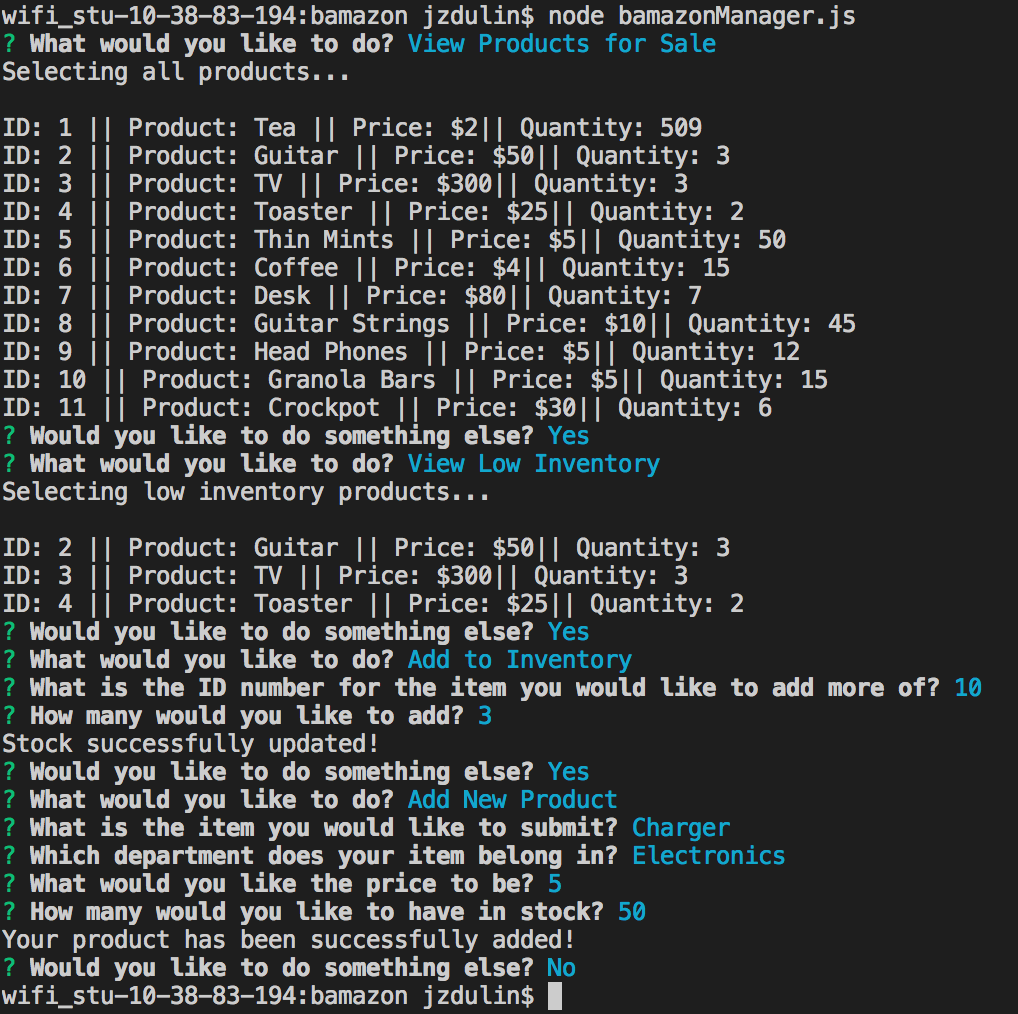 wifi_stu-10-38-83-194:bamazon jzdulin$ node bamazonManager.js
? What would you like to do? View Products for Sale
Selecting all products...
ID: 1 || Product: Tea || Price: $2|| Quantity: 509
ID: 2 || Product: Guitar || Price: $50|| Quantity: 3
ID: 3 || Product: TV || Price: $300|| Quantity: 3
ID: 4 || Product: Toaster || Price: $25|| Quantity: 2
ID: 5 || Product: Thin Mints || Price: $5|| Quantity: 50
ID: 6 || Product: Coffee || Price: $4|| Quantity: 15
ID: 7 || Product: Desk || Price: $80|| Quantity: 7
ID: 8 || Product: Guitar Strings || Price: $10|| Quantity: 45
ID: 9 || Product: Head Phones || Price: $5|| Quantity: 12
ID: 10 || Product: Granola Bars || Price: $5|| Quantity: 15
ID: 11 || Product: Crockpot || Price: $30|| Quantity: 6
? Would you like to do something else? Yes
? What would you like to do? View Low Inventory
Selecting low inventory products...
ID: 2 || Product: Guitar || Price: $50|| Quantity: 3
ID: 3 || Product: TV || Price: $300|| Quantity: 3
ID: 4 || Product: Toaster || Price: $25|| Quantity: 2
? Would you like to do something else? Yes
? What would you like to do? Add to Inventory
? What is the ID number for the item you would like to add more of? 10
? How many would you like to add? 3
Stock successfully updated!
? Would you like to do something else? Yes
? What would you like to do? Add New Product
? What is the item you would like to submit? Charger
? Which department does your item belong in? Electronics
? What would you like the price to be? 5
? How many would you like to have in stock? 50
Your product has been successfully added!
? Would you like to do something else? No
wifi_stu-10-38-83-194:bamazon jzdulin$